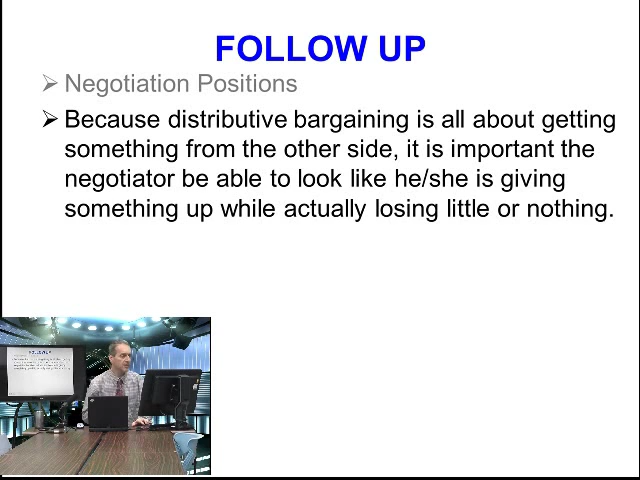 FOLLOW UP
Negotiation Positions
Because distributive bargaining is all about getting
something from the other side, it is important the
negotiator be able to look like he/she is giving
something up while actually losing little or nothing.
FOLLOW UP